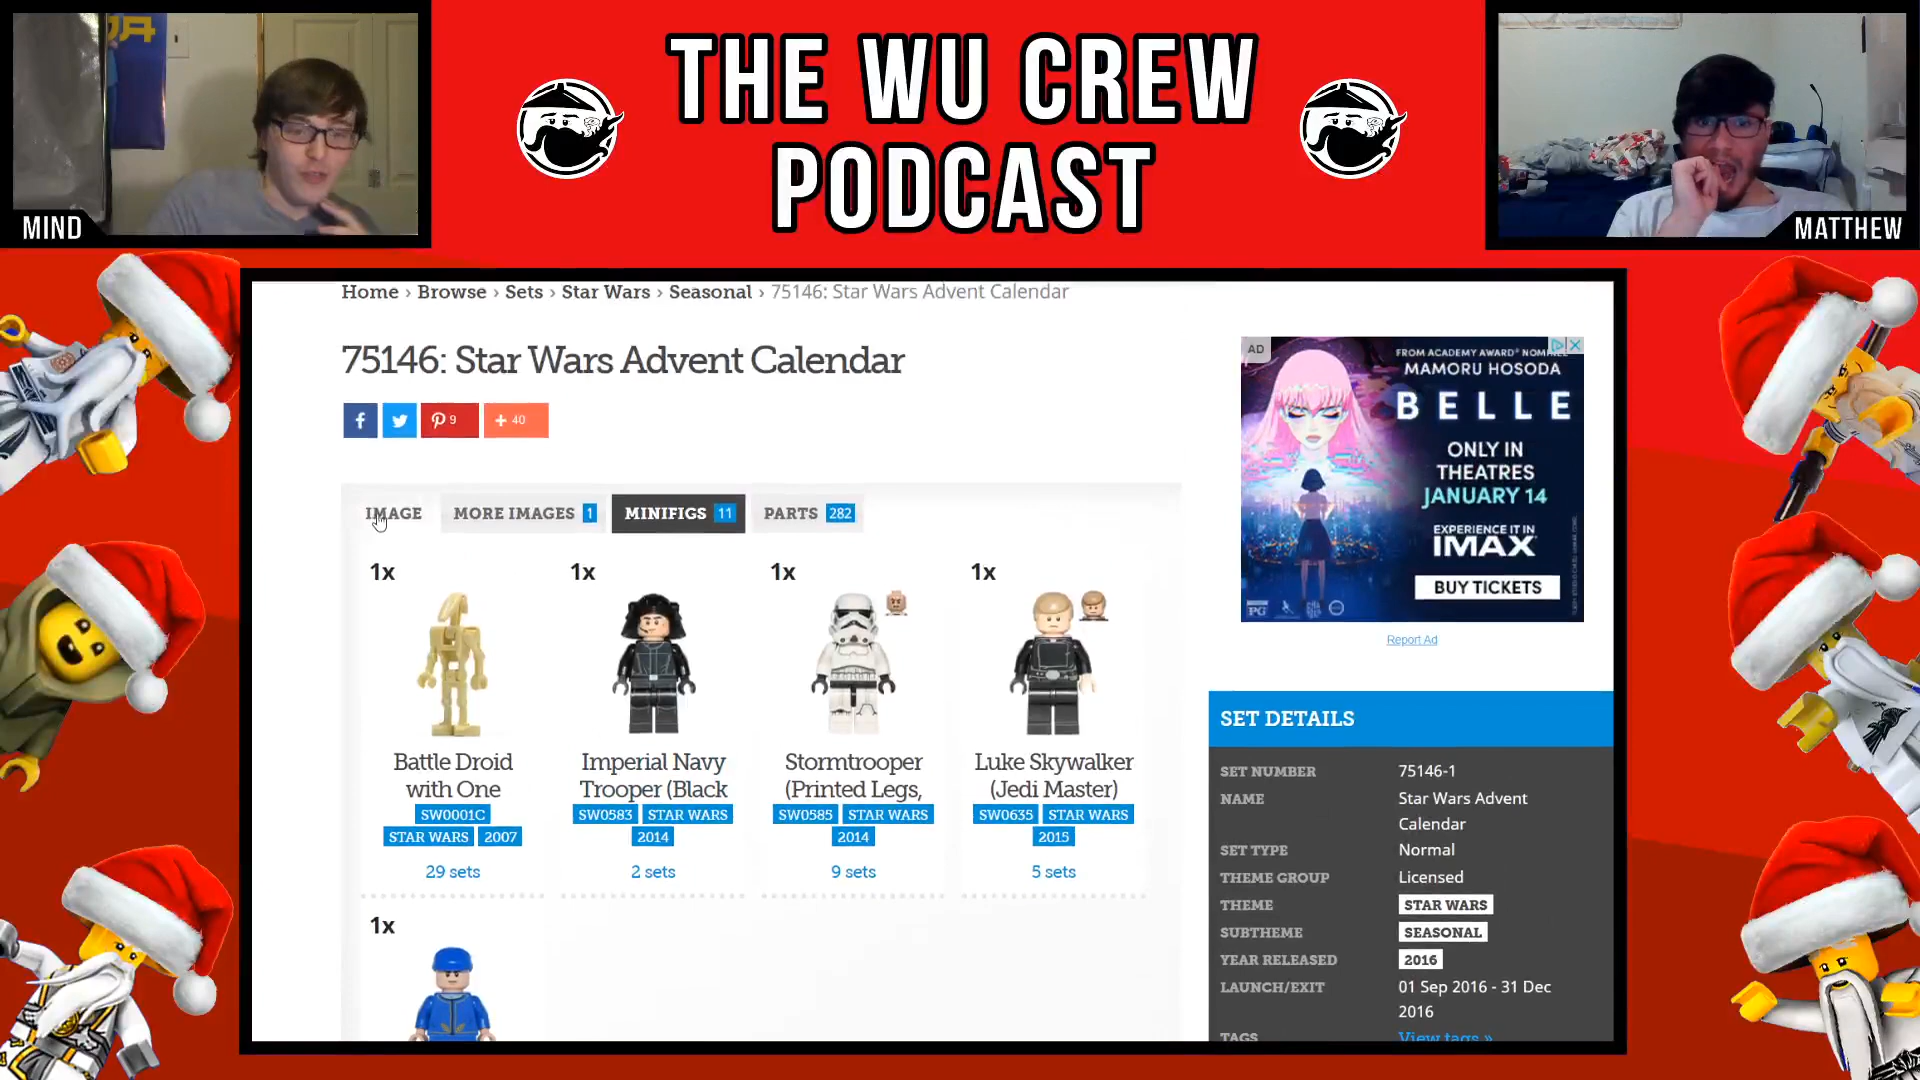 THE WU CREW
PODCAST
MIND
MATTHEW
Home › Browse › Sets › Star Wars › Seasonal › 75146: Star Wars Advent Calendar
75146: Star Wars Advent Calendar
9
+ 40
IMAGE
MORE IMAGES 1
MINIFIGS 11
PARTS 282
1x
1x
1x
1x
Battle Droid
with One
SW0001C
STAR WARS 2007
29 sets
Imperial Navy
Trooper (Black
SW0583 STAR WARS
2014
2 sets
Stormtrooper
(Printed Legs,
SW0585 STAR WARS
2014
9 sets
Luke Skywalker
(Jedi Master)
SW0635 STAR WARS
2015
5 sets
1x
AD
FROM ACADEMY AWARD® NOMINEE
MAMORU HOSODA
BELLE
ONLY IN
THEATRES
JANUARY 14
EXPERIENCE IT IN
IMAX
BUY TICKETS
PG
Report Ad
SET DETAILS
SET NUMBER 75146-1
NAME Star Wars Advent
Calendar
SET TYPE Normal
THEME GROUP Licensed
THEME STAR WARS
SUBTHEME SEASONAL
YEAR RELEASED 2016
LAUNCH/EXIT 01 Sep 2016 - 31 Dec
2016
TAGS View tags »